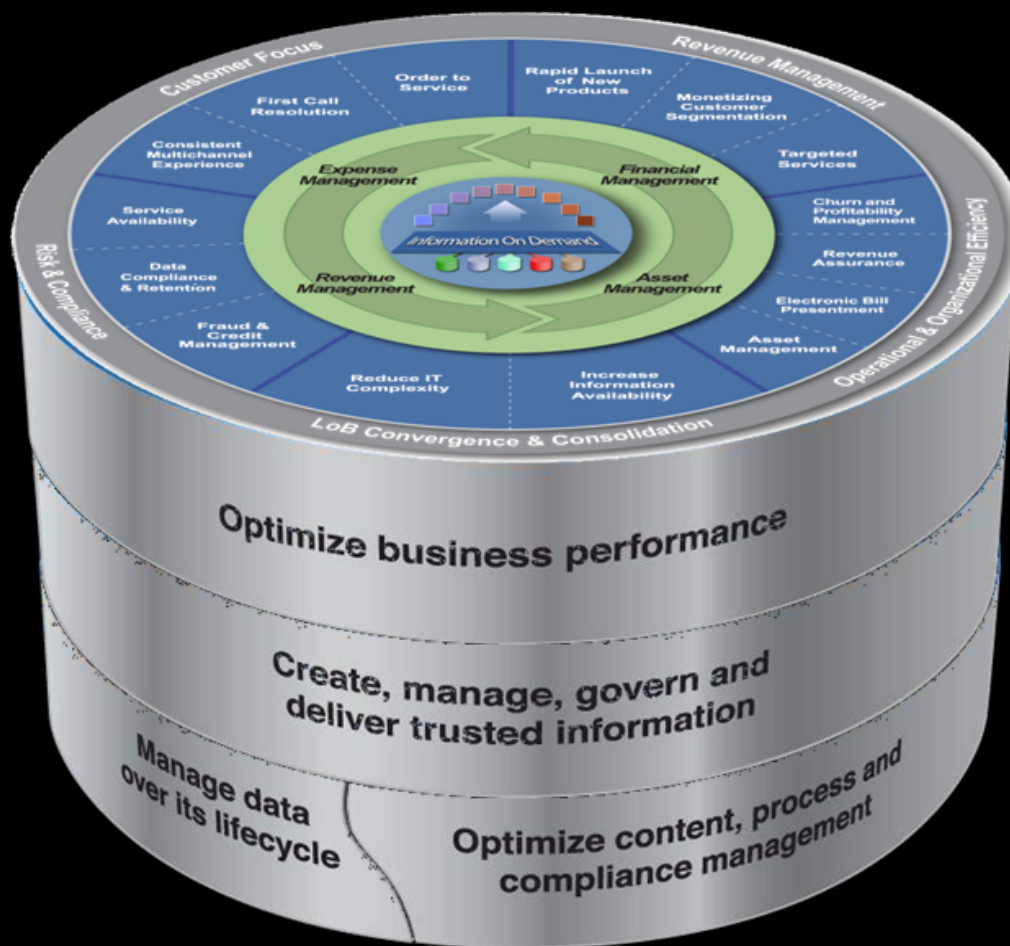 Customer Focus
Revenue Management
Operational & Organizational Efficiency
LoB Convergence & Consolidation
Risk & Compliance
Order to
Service
First Call
Resolution
Consistent
Multichannel
Experience
Rapid Launch
of New
Products
Monetizing
Customer
Segmentation
Targeted
Services
Churn and
Profitability
Management
Revenue
Assurance
Electronic Bill
Presentment
Asset
Management
Increase
Information
Availability
Reduce IT
Complexity
Fraud &
Credit
Management
Data
Compliance
& Retention
Service
Availability
Expense
Management
Financial
Management
Revenue
Management
Asset
Management
Information On Demand
Optimize business performance
Create, manage, govern and
deliver trusted information
Manage data
over its lifecycle
Optimize content, process and
compliance management